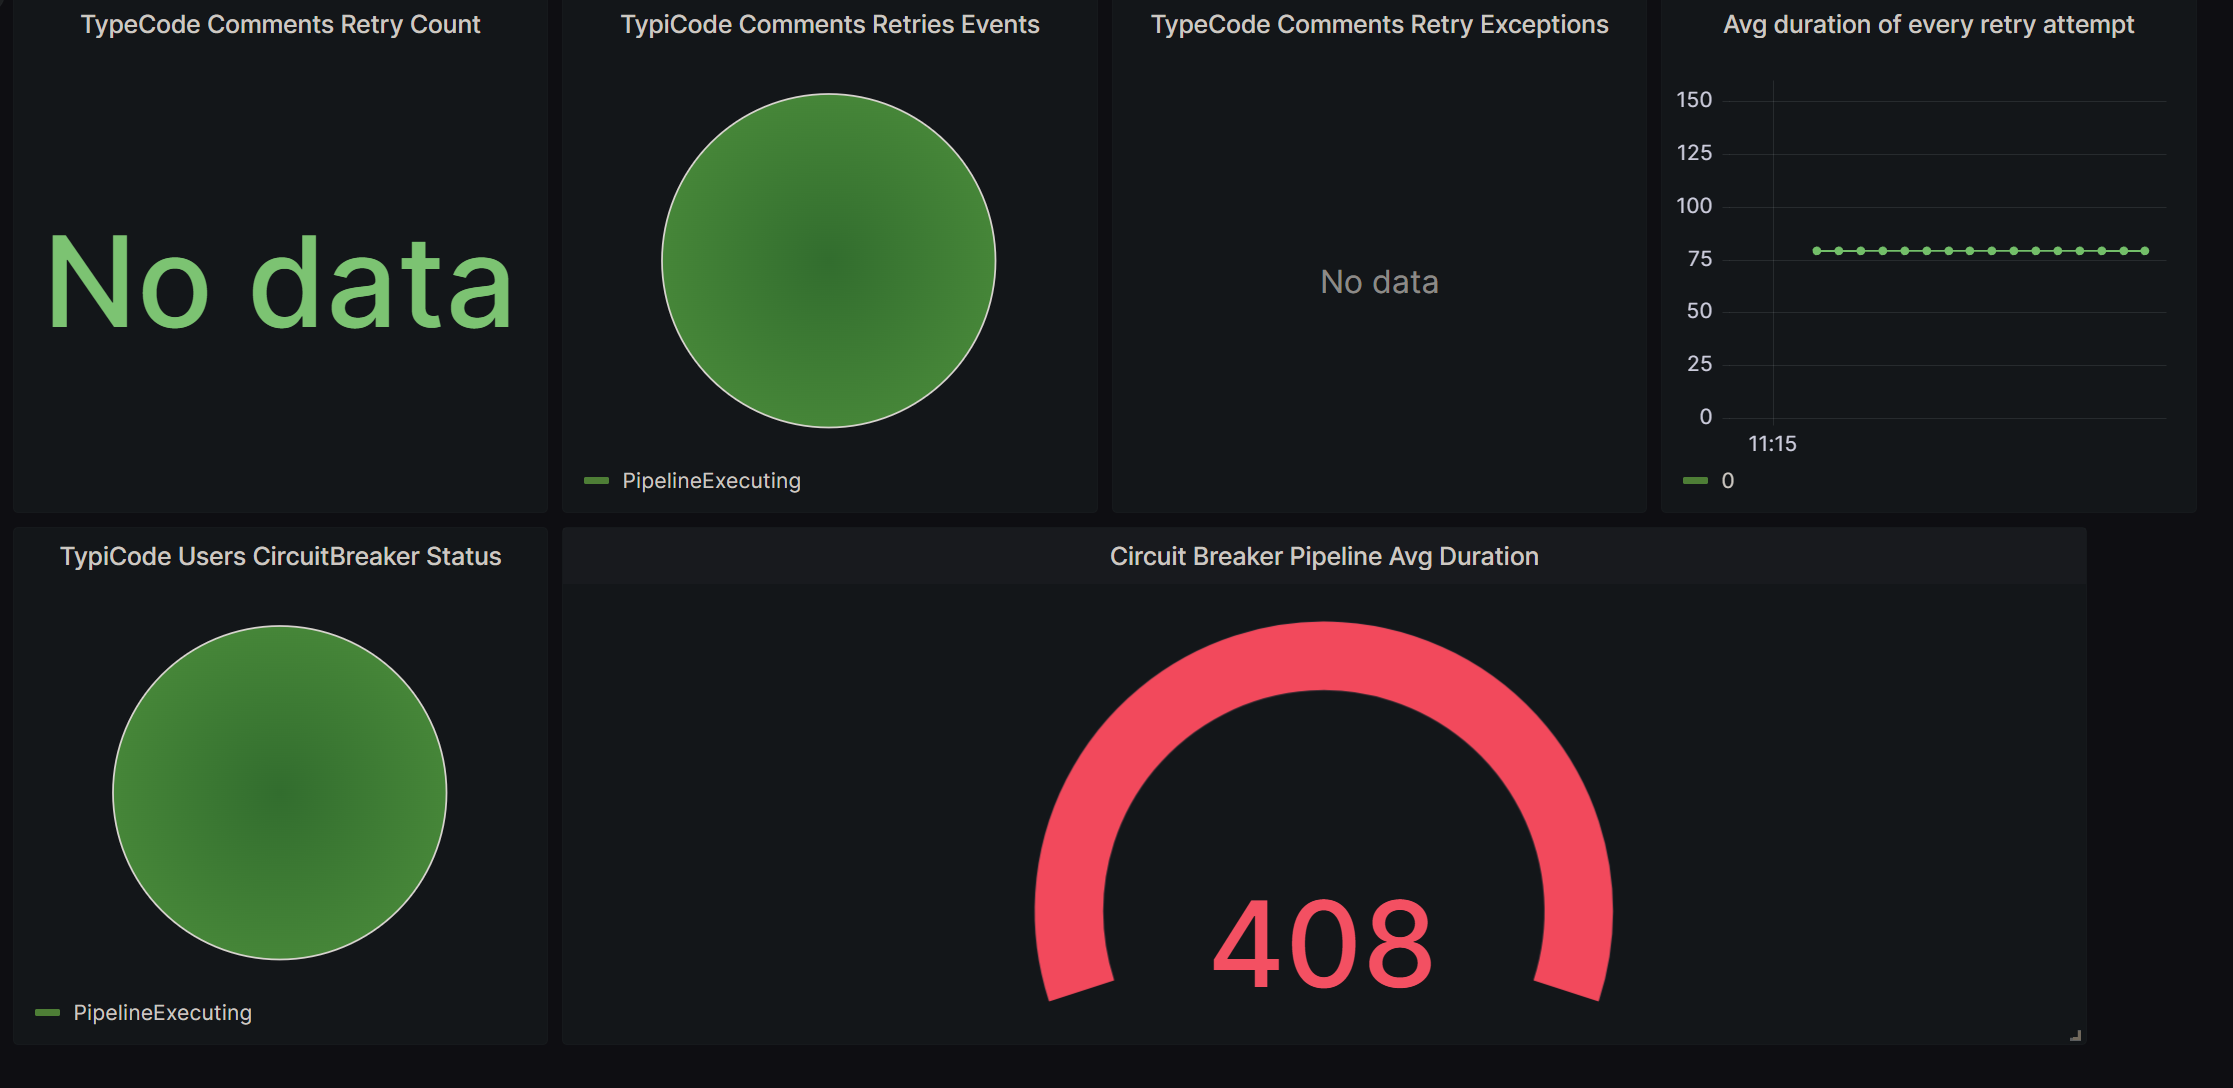 TypeCode Comments Retry Count
No data
TypiCode Comments Retries Events
PipelineExecuting
TypeCode Comments Retry Exceptions
No data
Avg duration of every retry attempt
150
125
100
75
50
25
0
11:15
0
TypiCode Users CircuitBreaker Status
PipelineExecuting
Circuit Breaker Pipeline Avg Duration
408